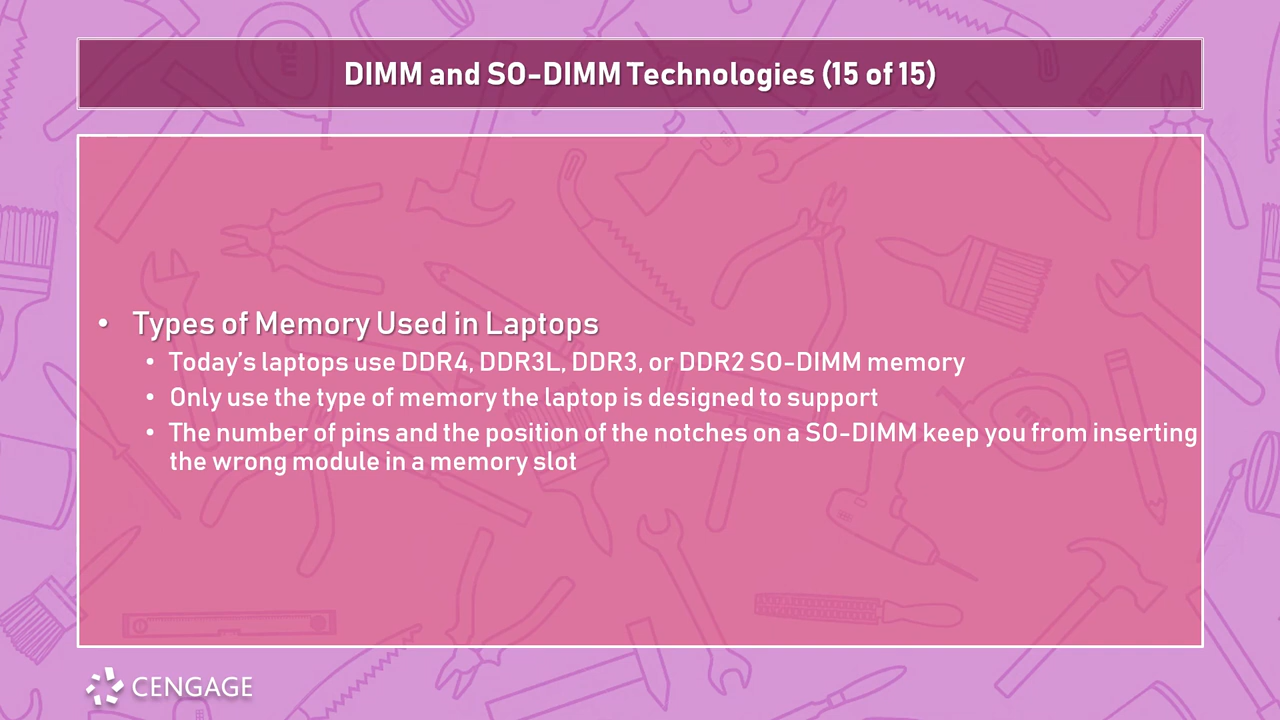 DIMM and SO-DIMM Technologies (15 of 15)
• Types of Memory Used in Laptops
• Today's laptops use DDR4, DDR3L, DDR3, or DDR2 SO-DIMM memory
• Only use the type of memory the laptop is designed to support
• The number of pins and the position of the notches on a SO-DIMM keep you from inserting
the wrong module in a memory slot
CENGAGE